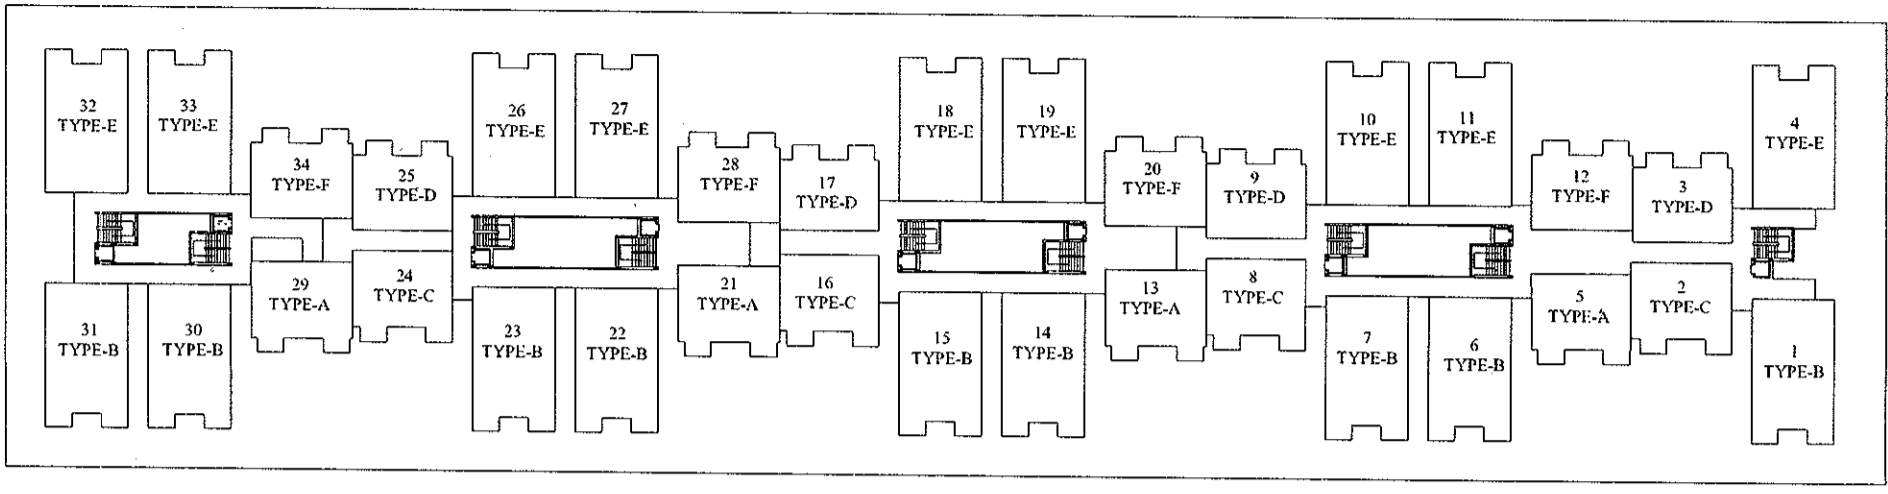 32
TYPE-E
33
TYPE-E
34
TYPE-F
25
TYPE-D
26
TYPE-E
27
TYPE-E
28
TYPE-F
17
TYPE-D
18
TYPE-E
19
TYPE-E
20
TYPE-F
9
TYPE-D
10
TYPE-E
11
TYPE-E
12
TYPE-F
3
TYPE-D
4
TYPE-E
31
TYPE-B
30
TYPE-B
29
TYPE-A
24
TYPE-C
23
TYPE-B
22
TYPE-B
21
TYPE-A
16
TYPE-C
15
TYPE-B
14
TYPE-B
13
TYPE-A
8
TYPE-C
7
TYPE-B
6
TYPE-B
5
TYPE-A
2
TYPE-C
1
TYPE-B